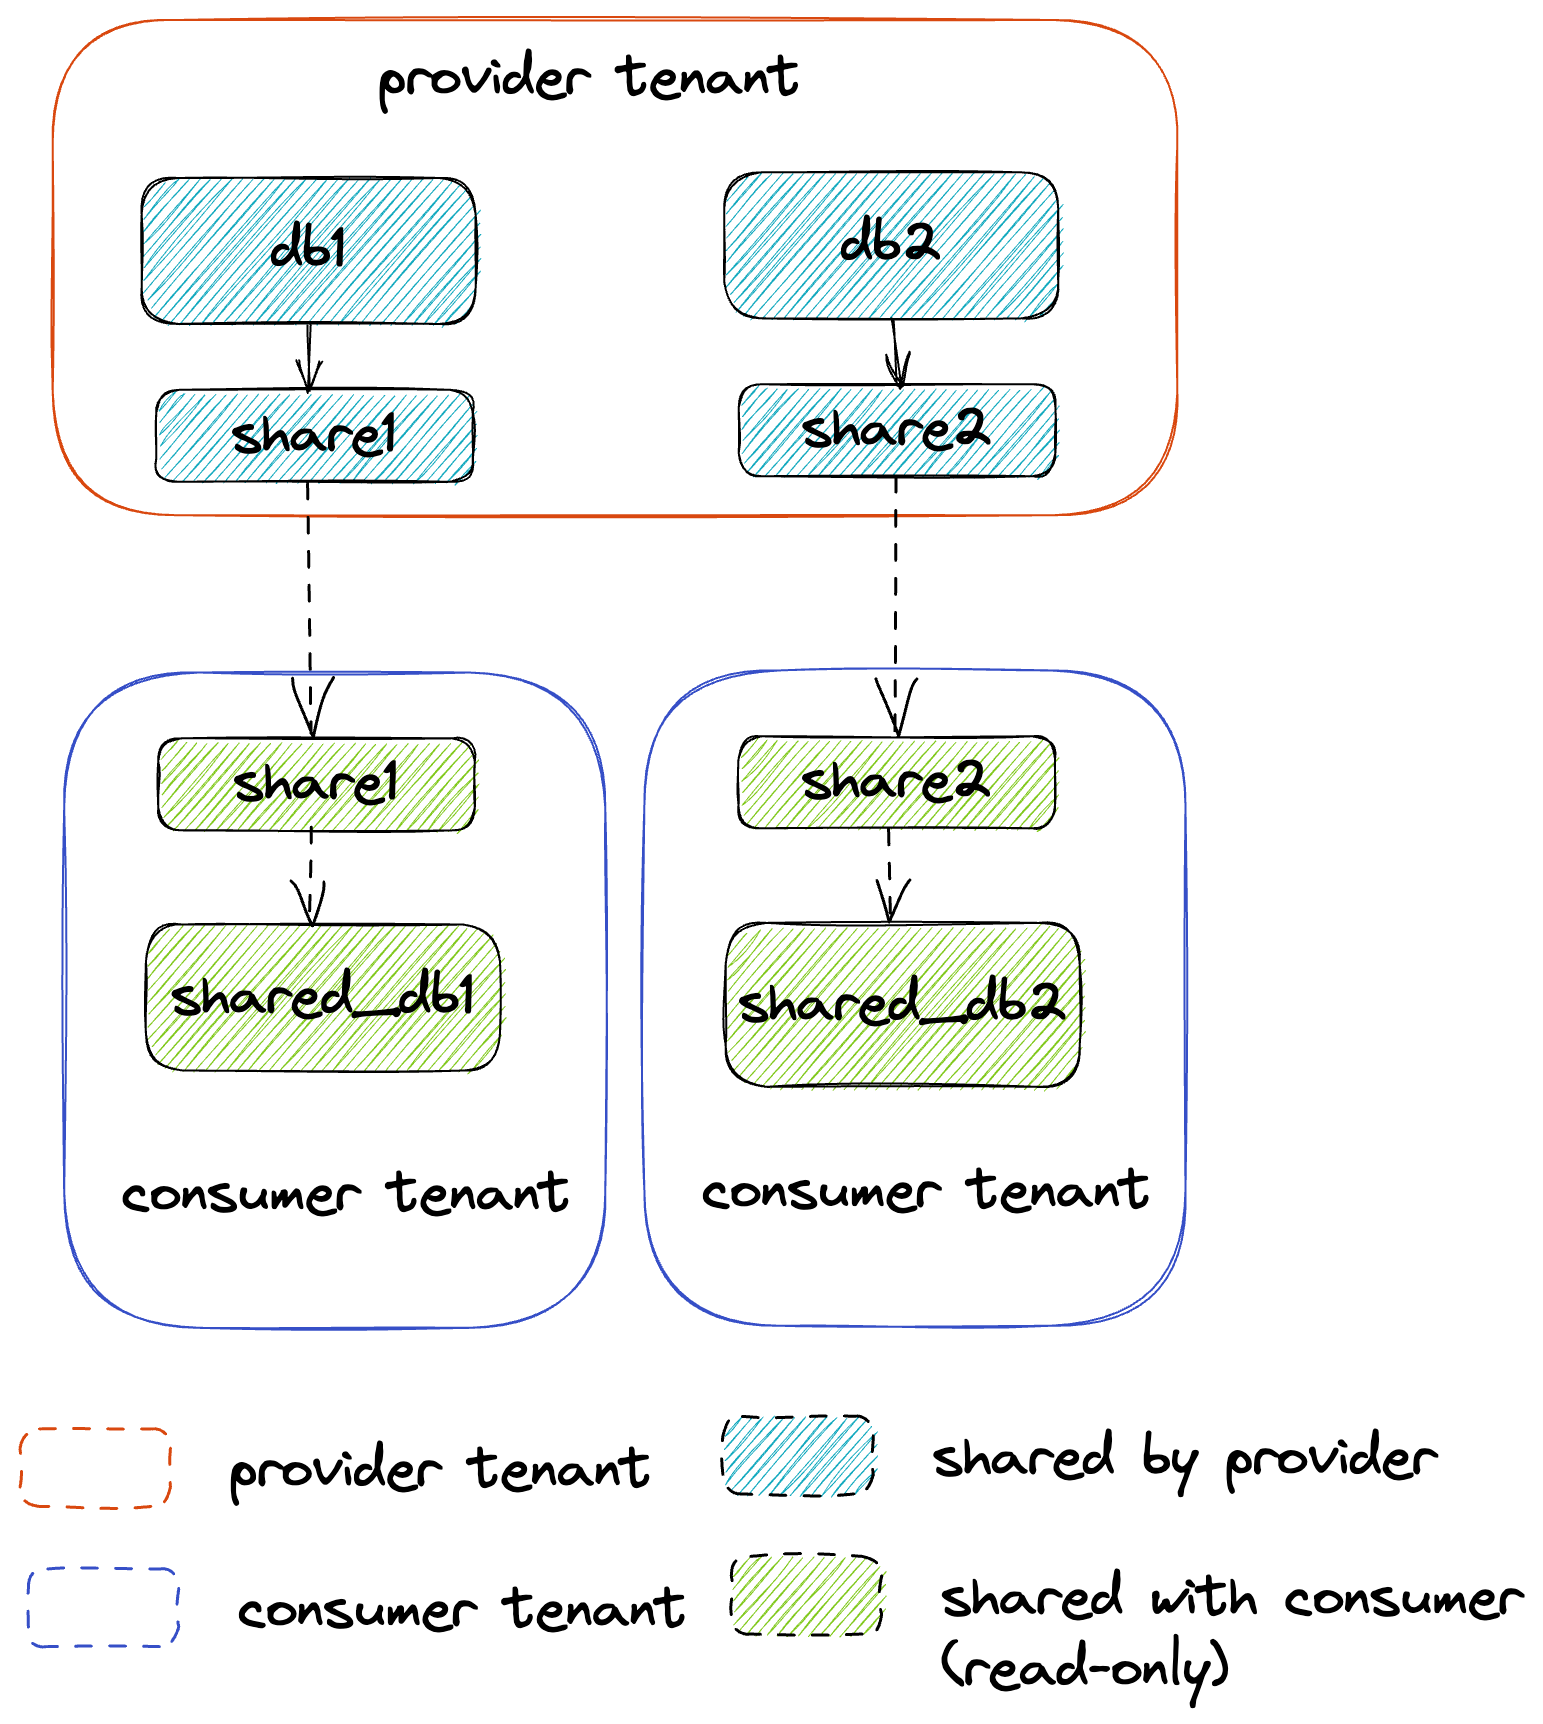 provider tenant
db1
db2
share1
share2
share1
share2
shared_db1
shared_db2
consumer tenant
consumer tenant
provider tenant
shared by provider
consumer tenant
shared with consumer
(read-only)